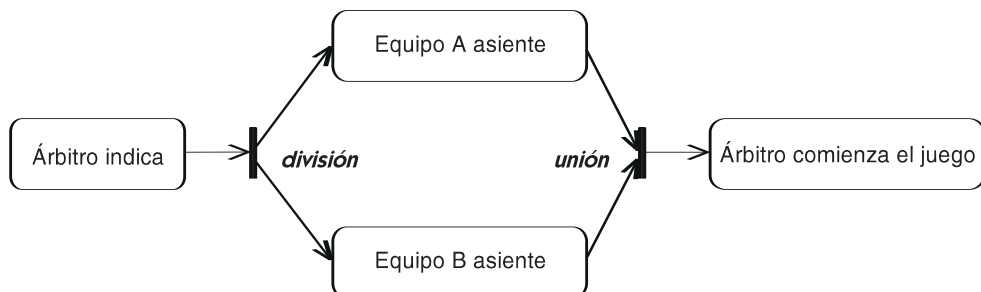 Equipo A asiente
Árbitro indica
división
unión
Árbitro comienza el juego
Equipo B asiente